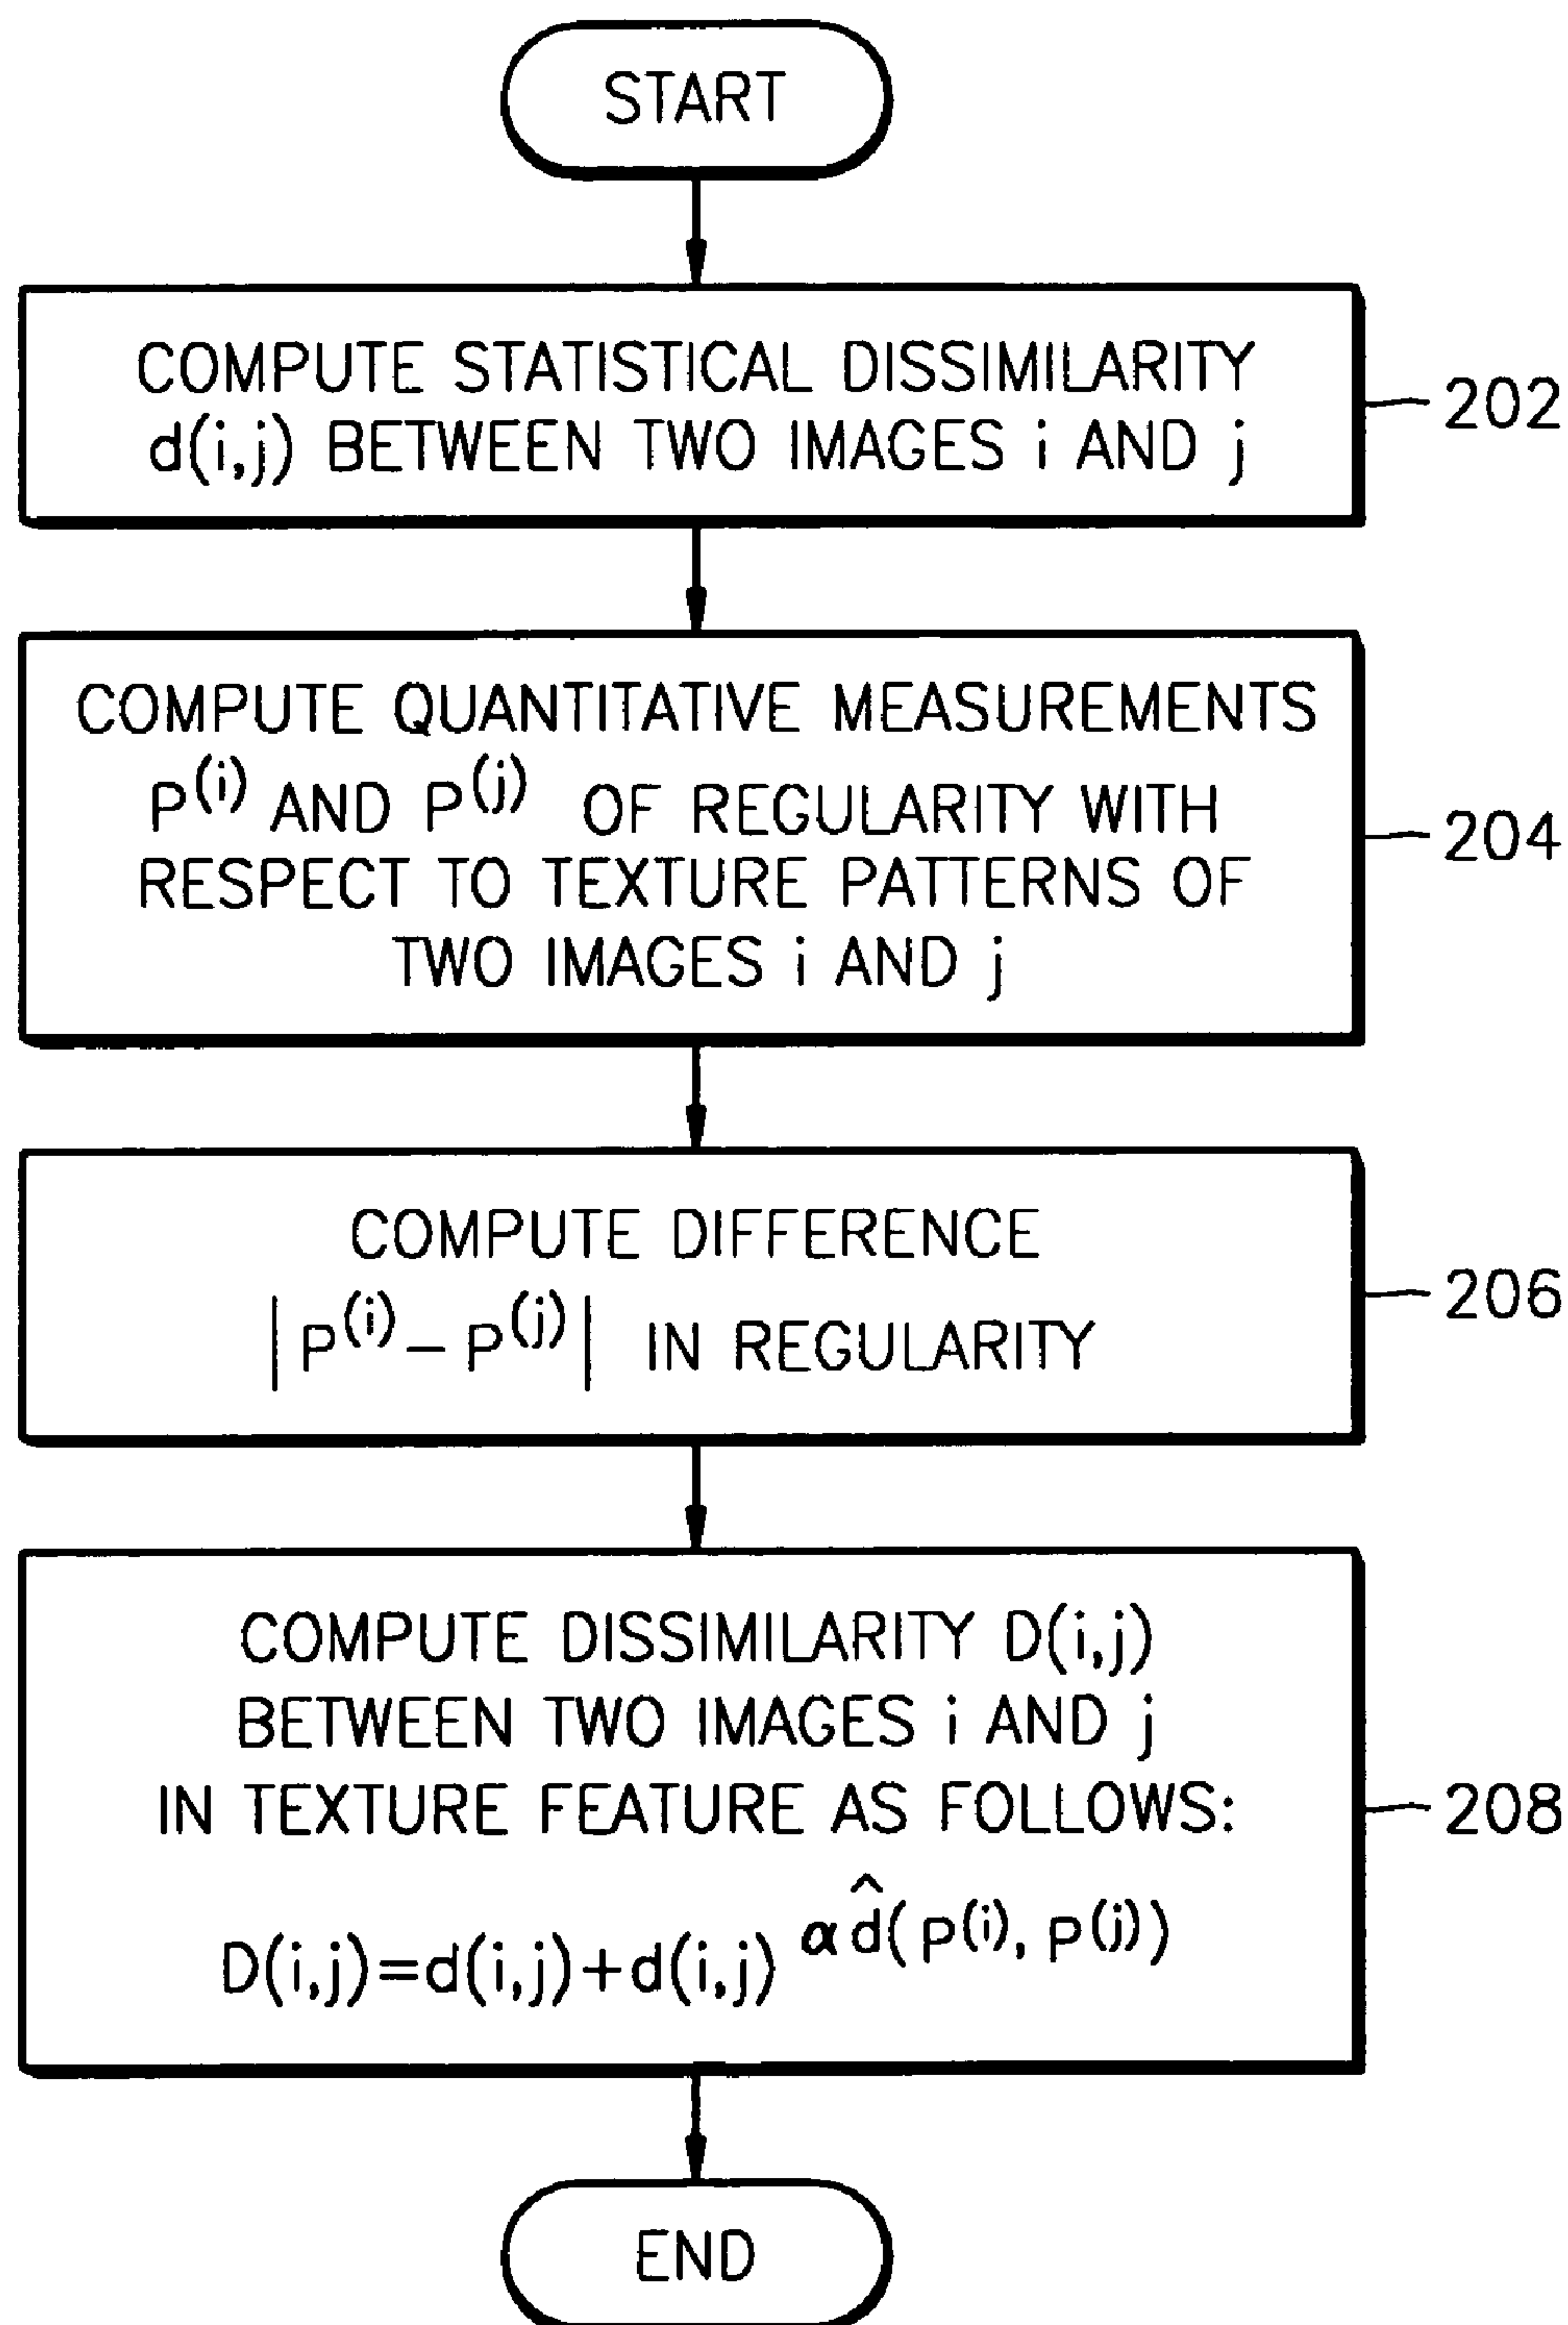 START
COMPUTE STATISTICAL DISSIMILARITY
d(i,j) BETWEEN TWO IMAGES i AND j
202
COMPUTE QUANTITATIVE MEASUREMENTS
P^(i) AND P^(j) OF REGULARITY WITH
RESPECT TO TEXTURE PATTERNS OF
TWO IMAGES i AND j
204
COMPUTE DIFFERENCE
|P^(i) – P^(j)| IN REGULARITY
206
COMPUTE DISSIMILARITY D(i,j)
BETWEEN TWO IMAGES i AND j
IN TEXTURE FEATURE AS FOLLOWS:
D(i,j)=d(i,j)+d(i,j)^α d̂(P^(i), P^(j))
208
END